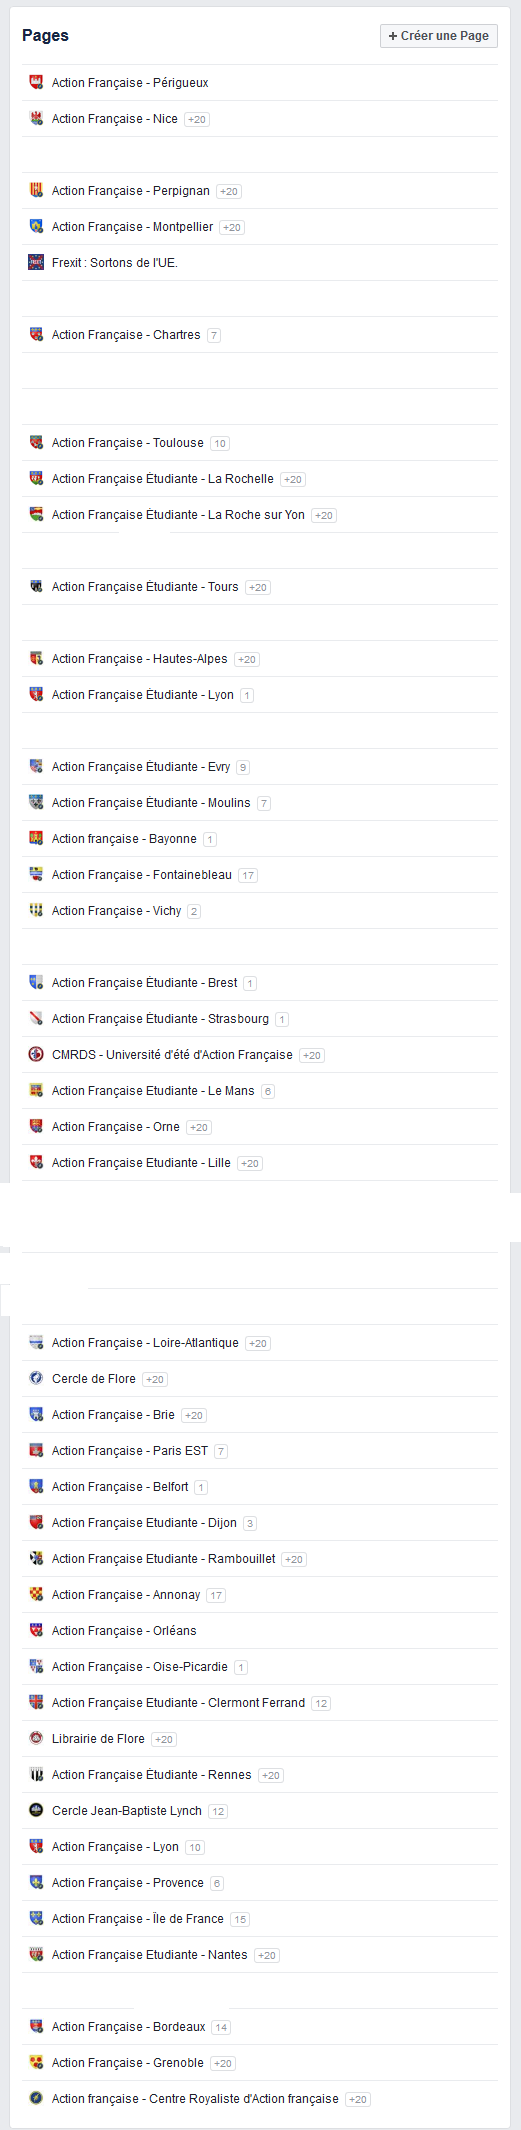 Pages
+ Créer une Page
Action Française - Périgueux
Action Française - Nice +20
Action Française - Perpignan +20
Action Française - Montpellier +20
Frexit : Sortons de l'UE.
Action Française - Chartres 7
Action Française - Toulouse 10
Action Française Étudiante - La Rochelle +20
Action Française Étudiante - La Roche sur Yon +20
Action Française Étudiante - Tours +20
Action Française - Hautes-Alpes +20
Action Française Étudiante - Lyon 1
Action Française Étudiante - Evry 9
Action Française Étudiante - Moulins 7
Action française - Bayonne 1
Action Française - Fontainebleau 17
Action Française - Vichy 2
Action Française Étudiante - Brest 1
Action Française Étudiante - Strasbourg 1
CMRDS - Université d'été d'Action Française +20
Action Française Etudiante - Le Mans 6
Action Française - Orne +20
Action Française Etudiante - Lille +20
Action Française - Loire-Atlantique +20
Cercle de Flore +20
Action Française - Brie +20
Action Française - Paris EST 7
Action Française - Belfort 1
Action Française Etudiante - Dijon 3
Action Française Etudiante - Rambouillet +20
Action Française - Annonay 17
Action Française - Orléans
Action Française - Oise-Picardie 1
Action Française Etudiante - Clermont Ferrand 12
Librairie de Flore +20
Action Française Étudiante - Rennes +20
Cercle Jean-Baptiste Lynch 12
Action Française - Lyon 10
Action Française - Provence 6
Action Française - Île de France 15
Action Française Etudiante - Nantes +20
Action Française - Bordeaux 14
Action Française - Grenoble +20
Action française - Centre Royaliste d'Action française +20